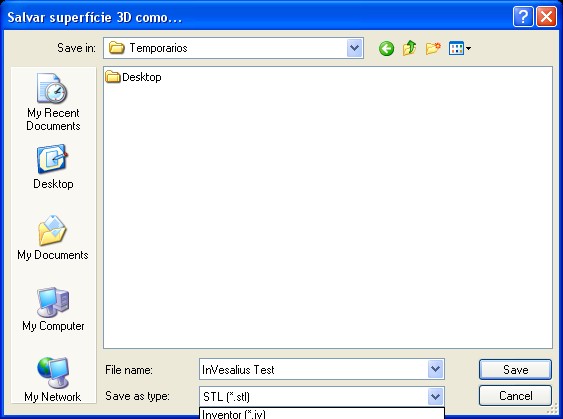 Salvar superfície 3D como...
Save in: Temporarios
Desktop
My Recent
Documents
Desktop
My Documents
My Computer
My Network
File name: InVesalius Test Save
Save as type: STL (*.stl) Cancel
Inventor (*.iv)